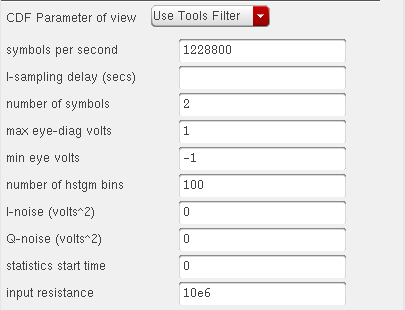 CDF Parameter of view Use Tools Filter
symbols per second 1228800
I-sampling delay (secs)
number of symbols 2
max eye-diag volts 1
min eye volts -1
number of hstgm bins 100
I-noise (volts^2) 0
Q-noise (volts^2) 0
statistics start time 0
input resistance 10e6